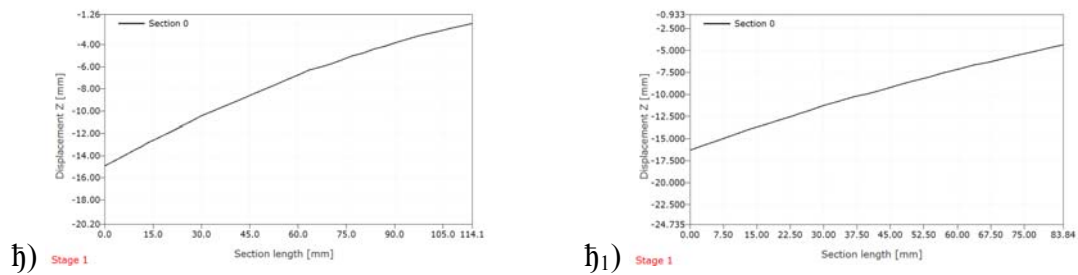 -1.26
Section 0
-4.00
-6.00
-8.00
-10.00
-12.00
-14.00
-16.00
-18.00
-20.20
Displacement Z [mm]
0.0 15.0 30.0 45.0 60.0 75.0 90.0 105.0 114.1
Section length [mm]
ђ) Stage 1
-0.933
Section 0
-2.500
-5.000
-7.500
-10.000
-12.500
-15.000
-17.500
-20.000
-22.500
-24.735
Displacement Z [mm]
0.00 7.50 15.00 22.50 30.00 37.50 45.00 52.50 60.00 67.50 75.00 83.84
Section length [mm]
ђ1) Stage 1